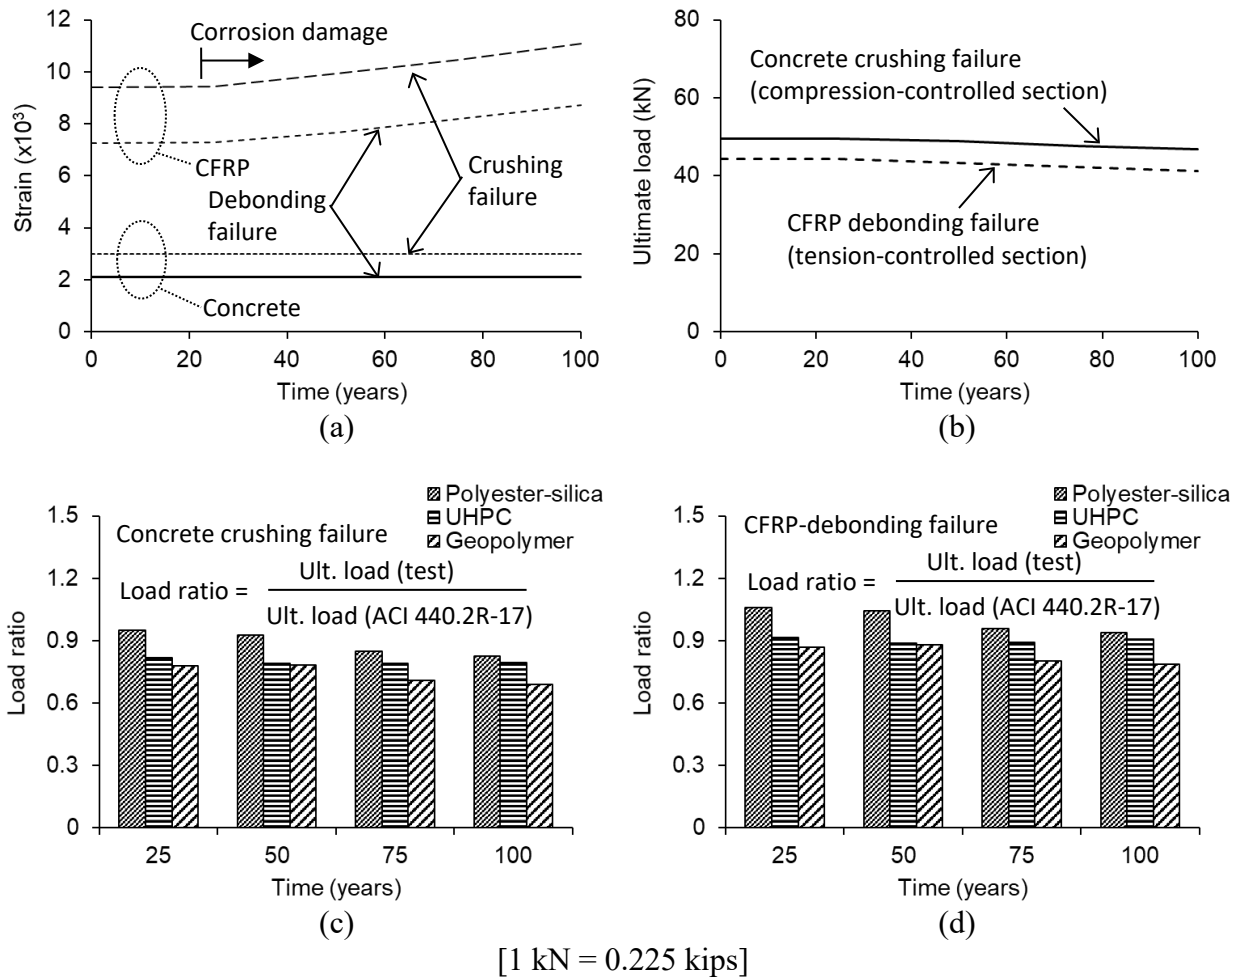 12
10
8
6
4
2
0
Strain (x10³)
Corrosion damage
CFRP
Debonding
failure
Crushing
failure
Concrete
0 20 40 60 80 100
Time (years)
(a)
80
60
40
20
0
Ultimate load (kN)
Concrete crushing failure
(compression-controlled section)
CFRP debonding failure
(tension-controlled section)
0 20 40 60 80 100
Time (years)
(b)
Polyester-silica
UHPC
Geopolymer
1.5
1.2
0.9
0.6
0.3
0
Load ratio
Concrete crushing failure
Load ratio = Ult. load (test)
Ult. load (ACI 440.2R-17)
25 50 75 100
Time (years)
(c)
Polyester-silica
UHPC
Geopolymer
1.5
1.2
0.9
0.6
0.3
0
Load ratio
CFRP-debonding failure
Load ratio = Ult. load (test)
Ult. load (ACI 440.2R-17)
25 50 75 100
Time (years)
(d)
[1 kN = 0.225 kips]